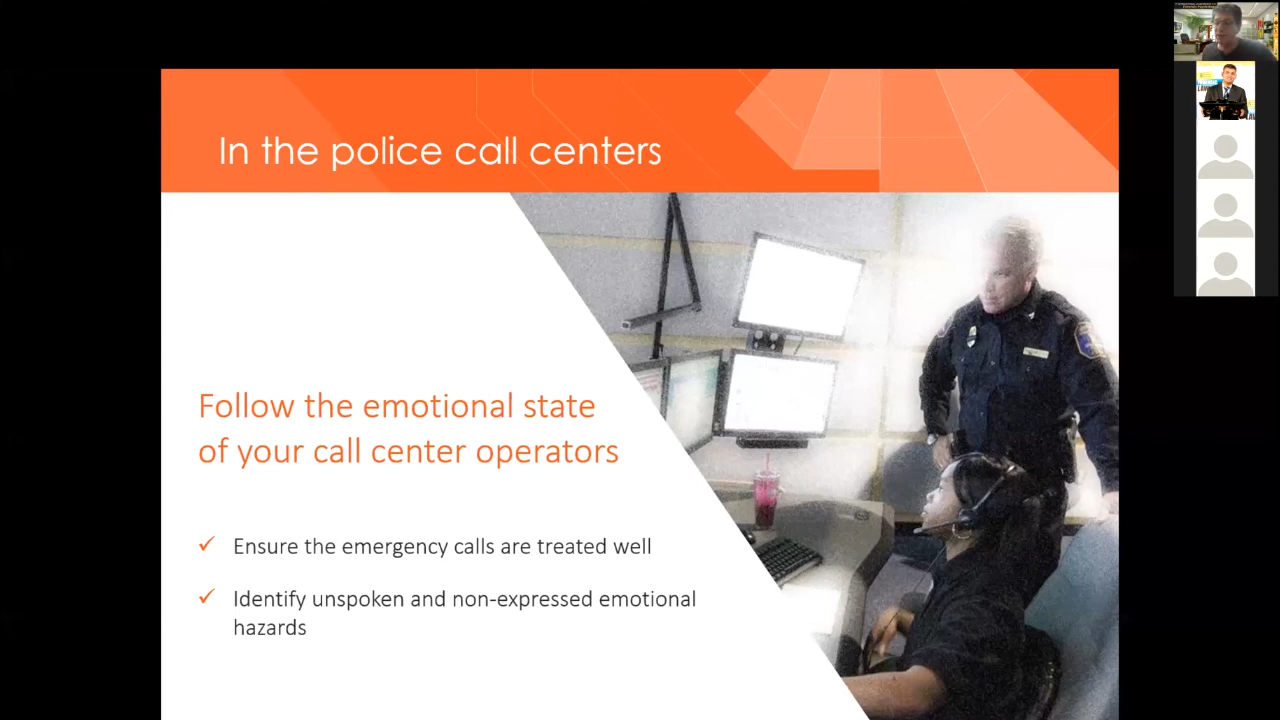 In the police call centers
Follow the emotional state
of your call center operators
✓ Ensure the emergency calls are treated well
✓ Identify unspoken and non-expressed emotional
hazards